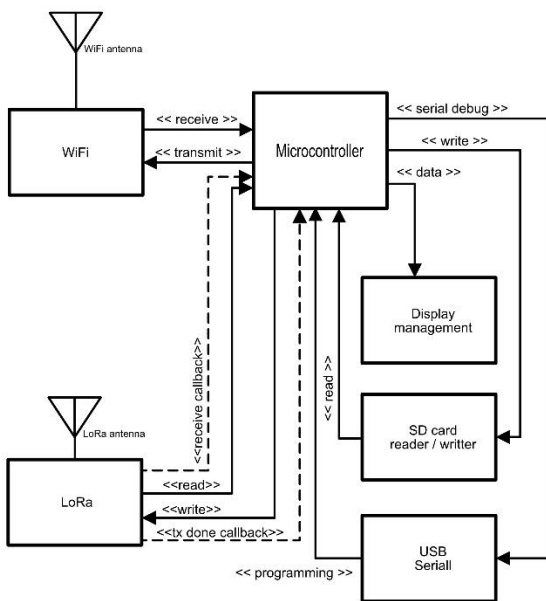 WiFi antenna
<< serial debug >>
<< receive >>
<< write >>
WiFi
Microcontroller
<< transmit >>
<< data >>
Display
management
<<receive callback>>
<< read >>
LoRa antenna
SD card
reader / writter
LoRa
<<read>>
<<write>>
<<tx done callback>>
USB
Seriall
<< programming >>